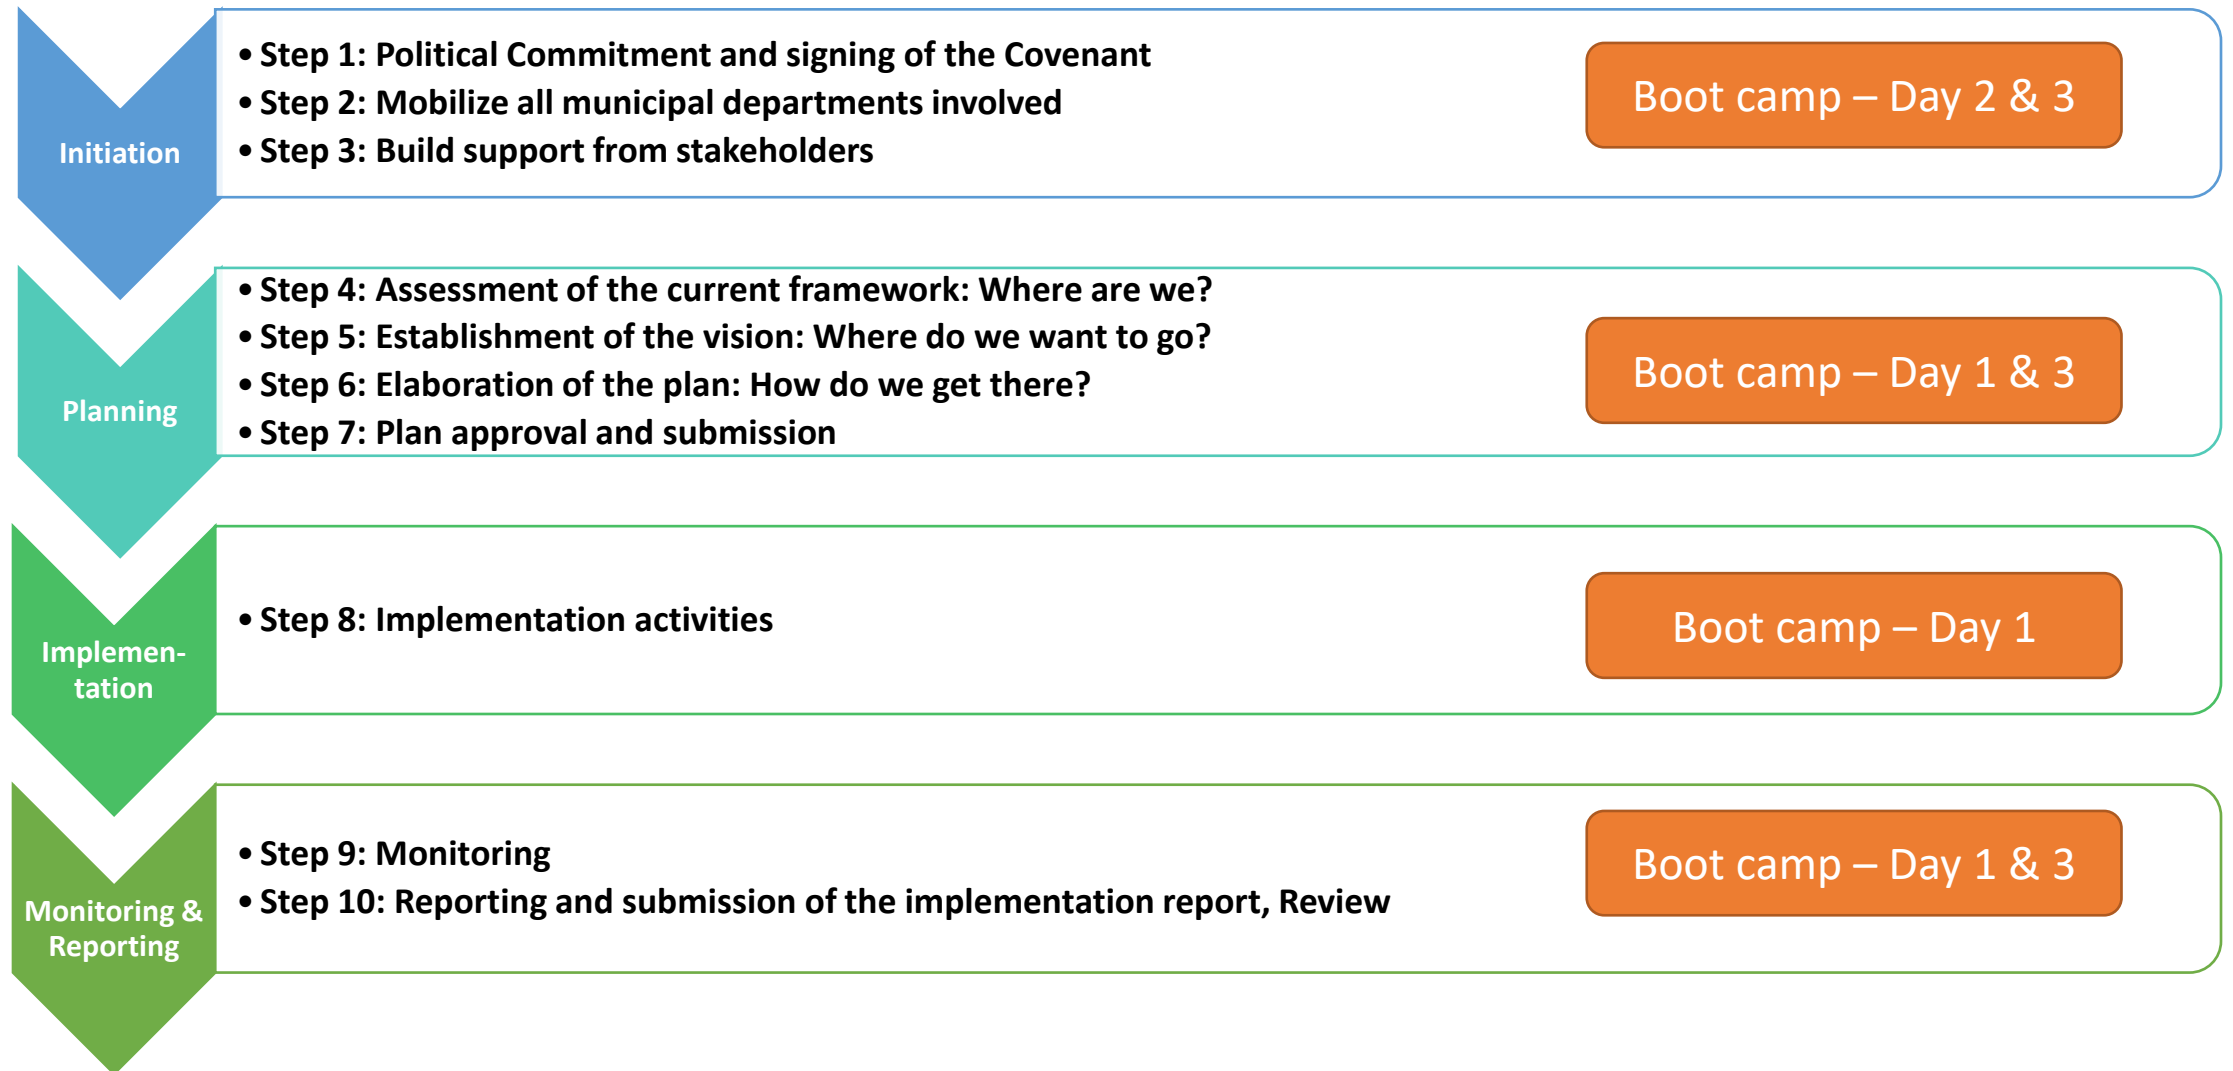 Initiation
• Step 1: Political Commitment and signing of the Covenant
• Step 2: Mobilize all municipal departments involved
• Step 3: Build support from stakeholders
Boot camp – Day 2 & 3
Planning
• Step 4: Assessment of the current framework: Where are we?
• Step 5: Establishment of the vision: Where do we want to go?
• Step 6: Elaboration of the plan: How do we get there?
• Step 7: Plan approval and submission
Boot camp – Day 1 & 3
Implemen-
tation
• Step 8: Implementation activities
Boot camp – Day 1
Monitoring &
Reporting
• Step 9: Monitoring
• Step 10: Reporting and submission of the implementation report, Review
Boot camp – Day 1 & 3